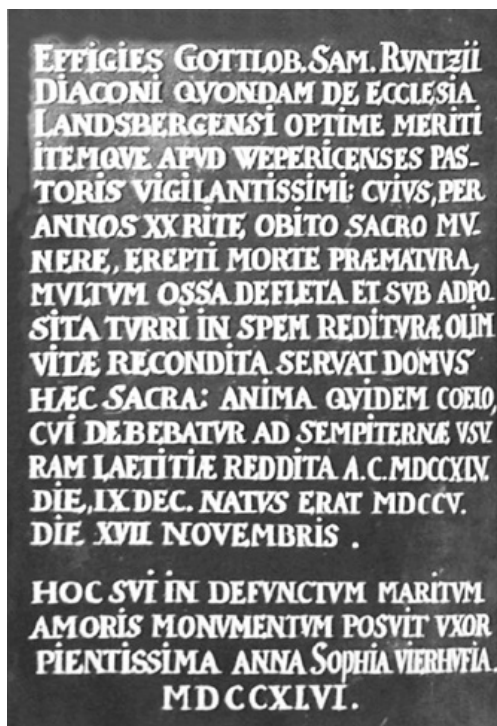 EFFIGIES GOTTLOB. SAM. RVNTZII
DIACONI QVONDAM DE ECCLESIA
LANDSBERGENSI OPTIME MERITI
ITEMQVE APVD WEPERICENSES PAS-
TORIS VIGILANTISSIMI; CVIVS, PER
ANNOS XX RITE, OBITO SACRO MV-
NERE,, EREPTI MORTE PRÆMATVRA,
MVLTVM OSSA DEFLETA ET SVB ADPO-
SITA TVRRI IN SPEM REDITVRÆ OLIM
VITÆ RECONDITA SERVAT DOMVS
HÆC SACRA: ANIMA QVIDEM COELO,
CVI DEBEBATVR AD SEMPITERNÆ VSV
RAM LAETITIÆ REDDITA A.C. MDCCXLV.
DIE,, IX DEC. NATVS ERAT MDCCV.
DIE XVII NOVEMBRIS .
HOC SVI IN DEFVNCTVM MARITVM
AMORIS MONVMENTVM POSVIT VXOR
PIENTISSIMA ANNA SOPHIA VIERHVFIA.
MDCCXLVI.